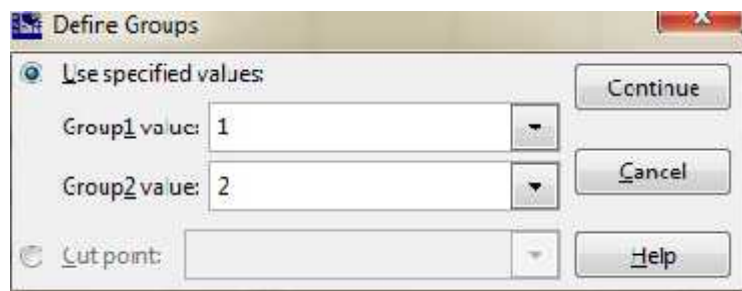 Define Groups
Use specified values:
Continue
Group1 value: 1
Group2 value: 2
Cancel
Cut point:
Help